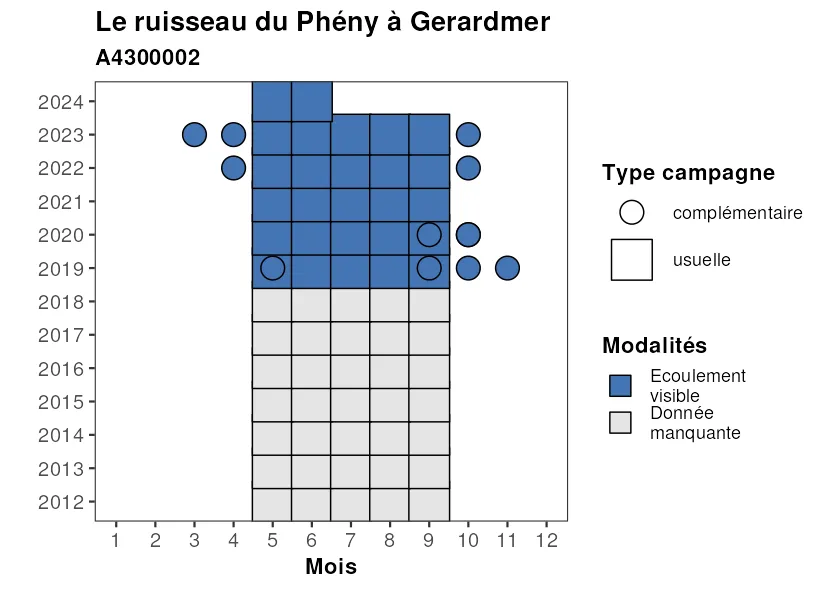 Le ruisseau du Phény à Gerardmer
A4300002
2024
2023
2022
2021
2020
2019
2018
2017
2016
2015
2014
2013
2012
1 2 3 4 5 6 7 8 9 10 11 12
Mois
Type campagne
complémentaire
usuelle
Modalités
Ecoulement
visible
Donnée
manquante